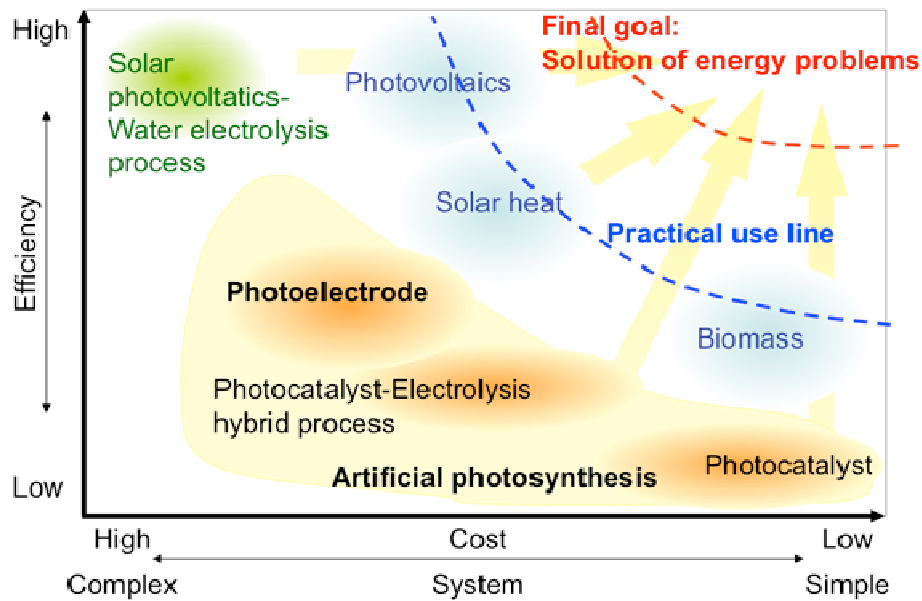 High
Final goal:
Solution of energy problems
Solar
photovoltatics-
Water electrolysis
process
Photovoltaics
Solar heat
Practical use line
Efficiency
Photoelectrode
Biomass
Photocatalyst-Electrolysis
hybrid process
Artificial photosynthesis
Photocatalyst
Low
High
Cost
Low
Complex
System
Simple